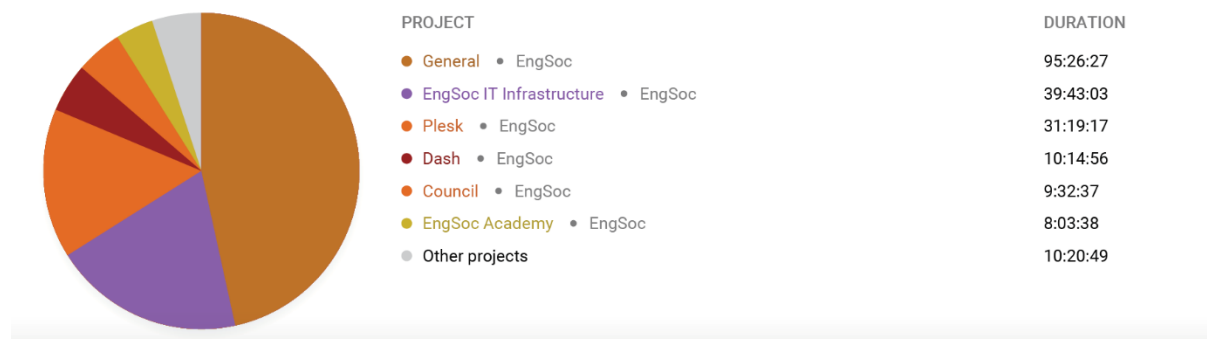 PROJECT DURATION
General • EngSoc 95:26:27
EngSoc IT Infrastructure • EngSoc 39:43:03
Plesk • EngSoc 31:19:17
Dash • EngSoc 10:14:56
Council • EngSoc 9:32:37
EngSoc Academy • EngSoc 8:03:38
Other projects 10:20:49